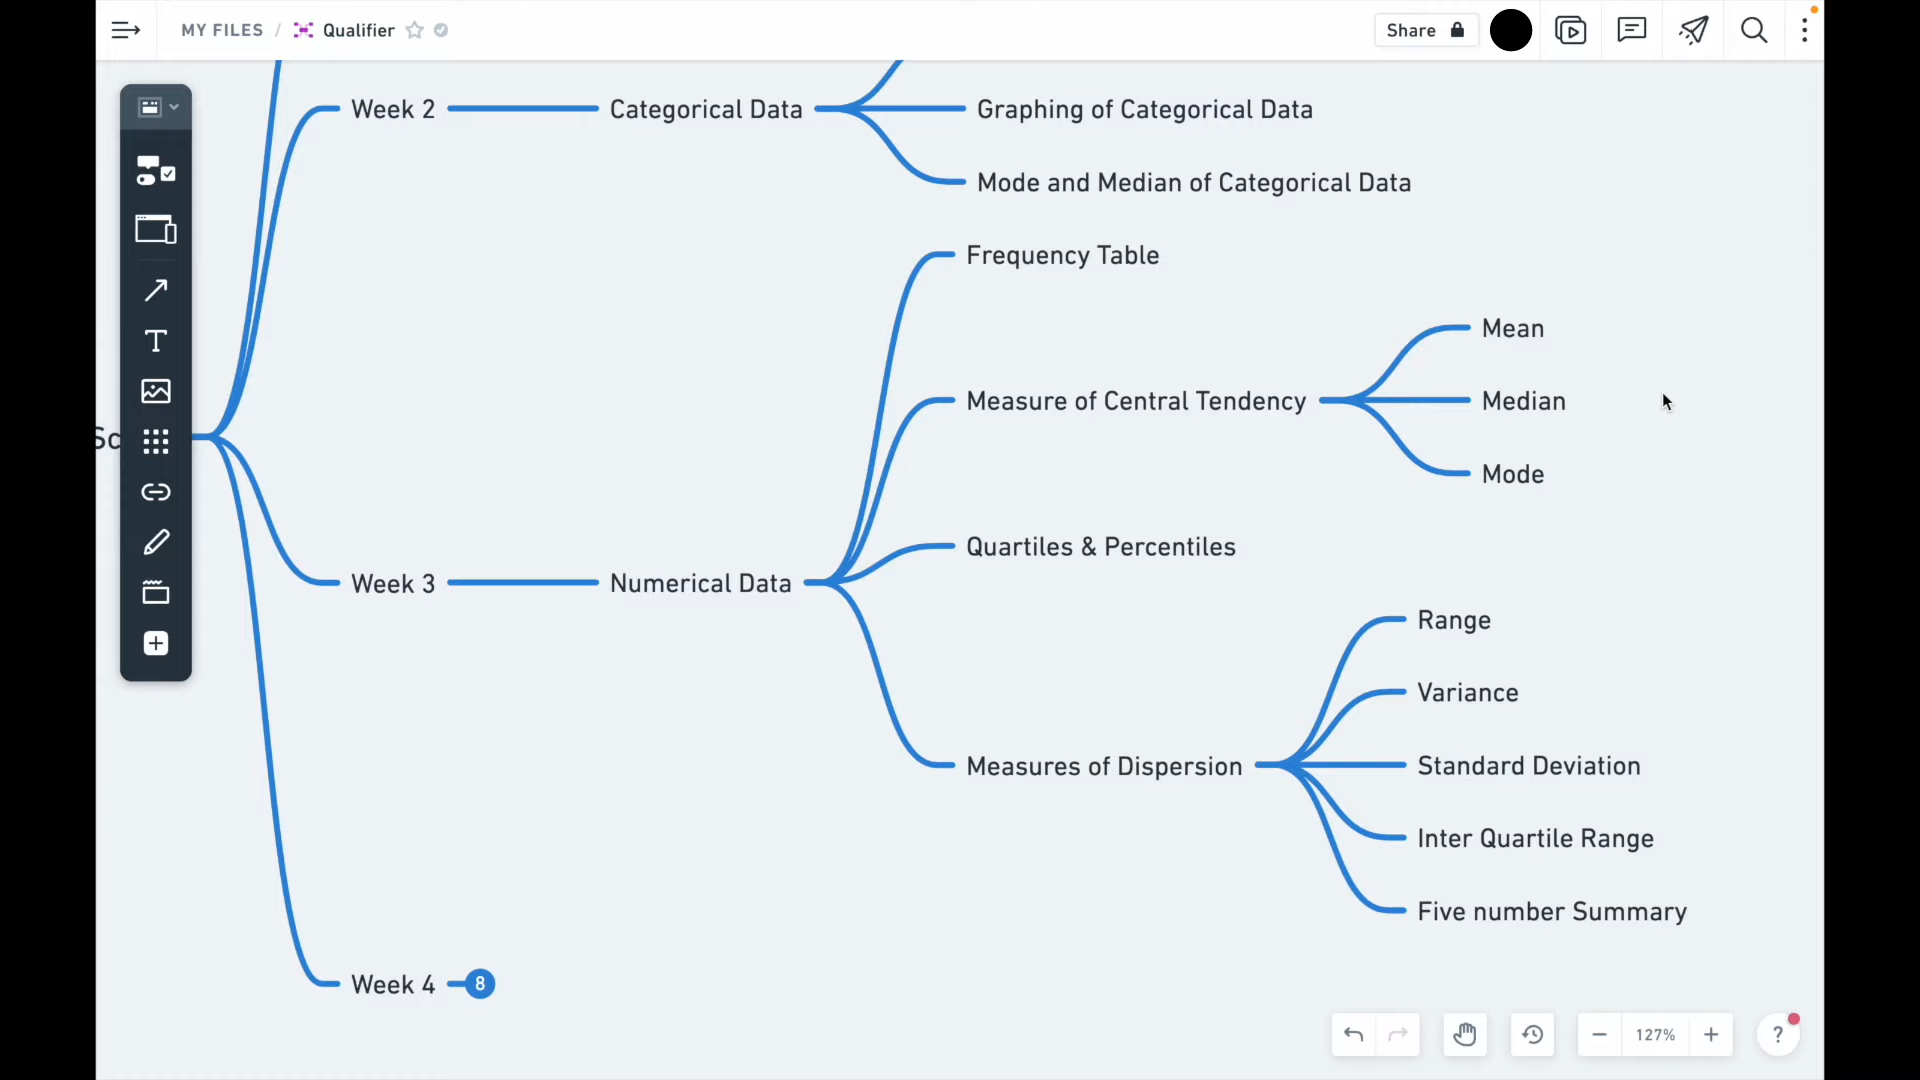 MY FILES / Qualifier
Share
Week 2
Categorical Data
Graphing of Categorical Data
Mode and Median of Categorical Data
Frequency Table
Mean
Measure of Central Tendency
Median
Sc
Mode
Quartiles & Percentiles
Week 3
Numerical Data
Range
Variance
Measures of Dispersion
Standard Deviation
Inter Quartile Range
Five number Summary
Week 4
8
127%
?